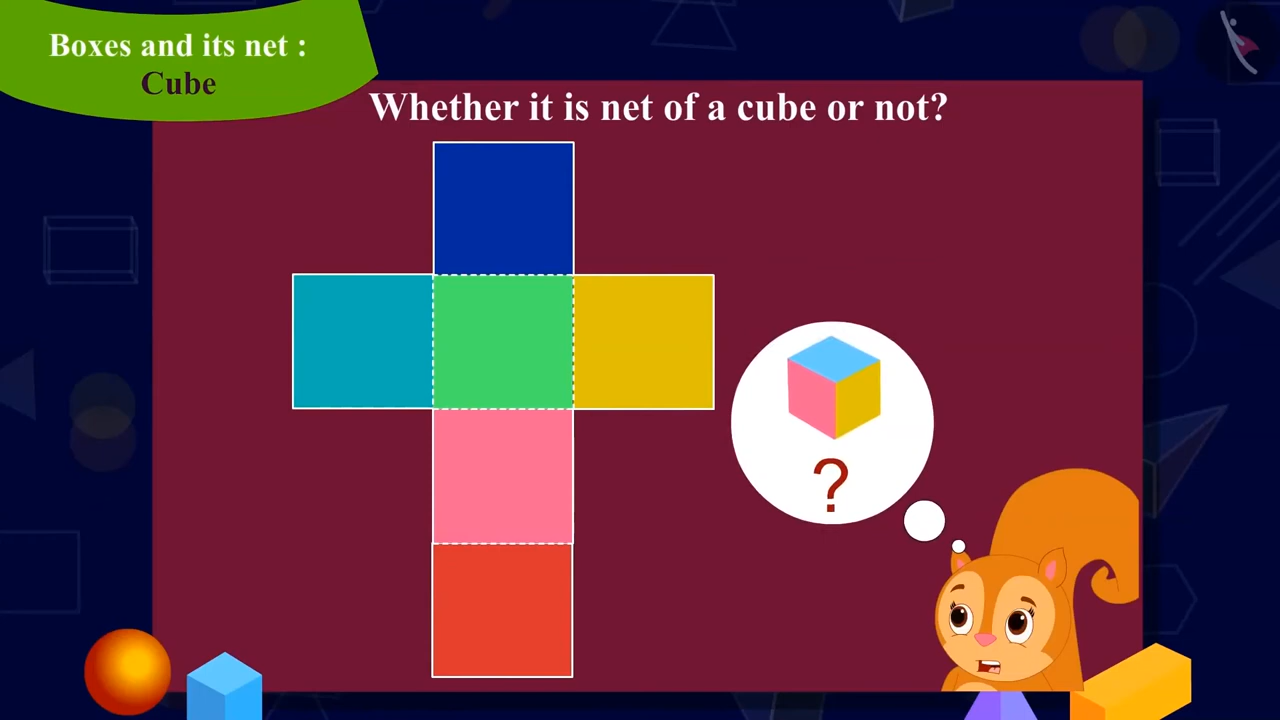 Boxes and its net :
Cube
Whether it is net of a cube or not?
?